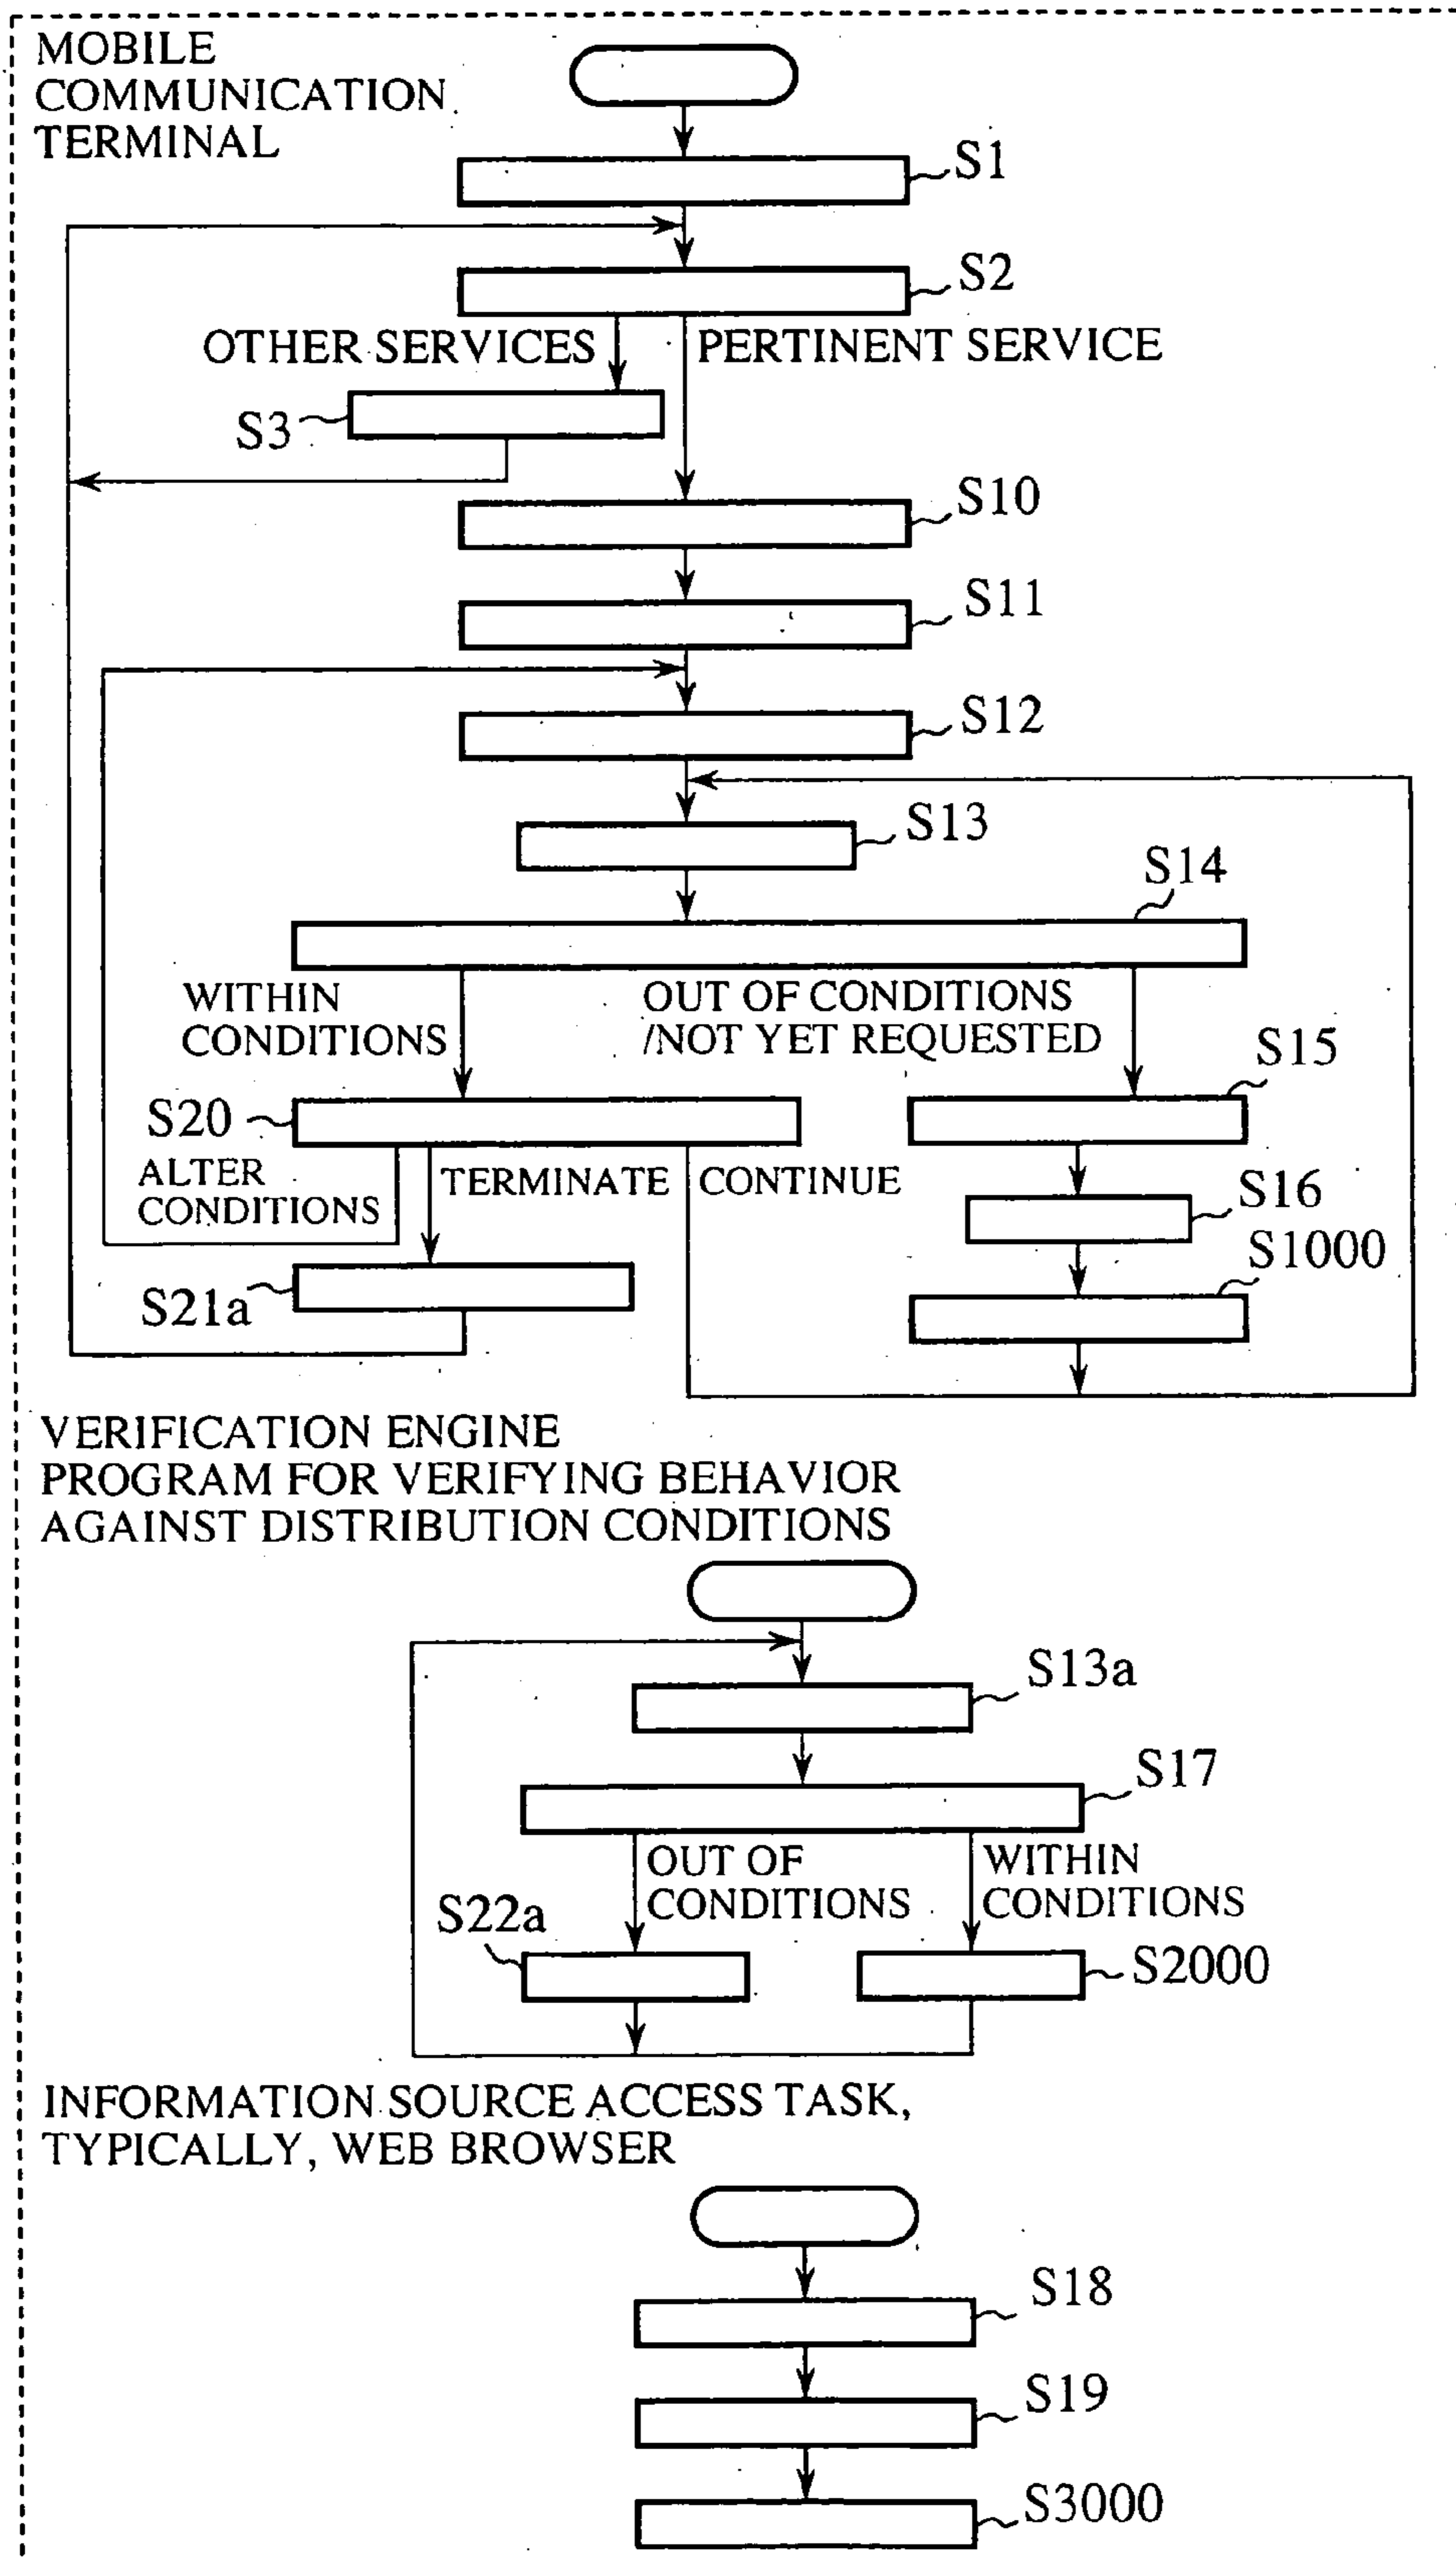 MOBILE
COMMUNICATION
TERMINAL
S1
S2
OTHER SERVICES
PERTINENT SERVICE
S3
S10
S11
S12
S13
S14
WITHIN
CONDITIONS
OUT OF CONDITIONS
/NOT YET REQUESTED
S15
S20
ALTER
CONDITIONS
TERMINATE
CONTINUE
S16
S1000
S21a
VERIFICATION ENGINE
PROGRAM FOR VERIFYING BEHAVIOR
AGAINST DISTRIBUTION CONDITIONS
S13a
S17
OUT OF
CONDITIONS
WITHIN
CONDITIONS
S22a
S2000
INFORMATION SOURCE ACCESS TASK,
TYPICALLY, WEB BROWSER
S18
S19
S3000